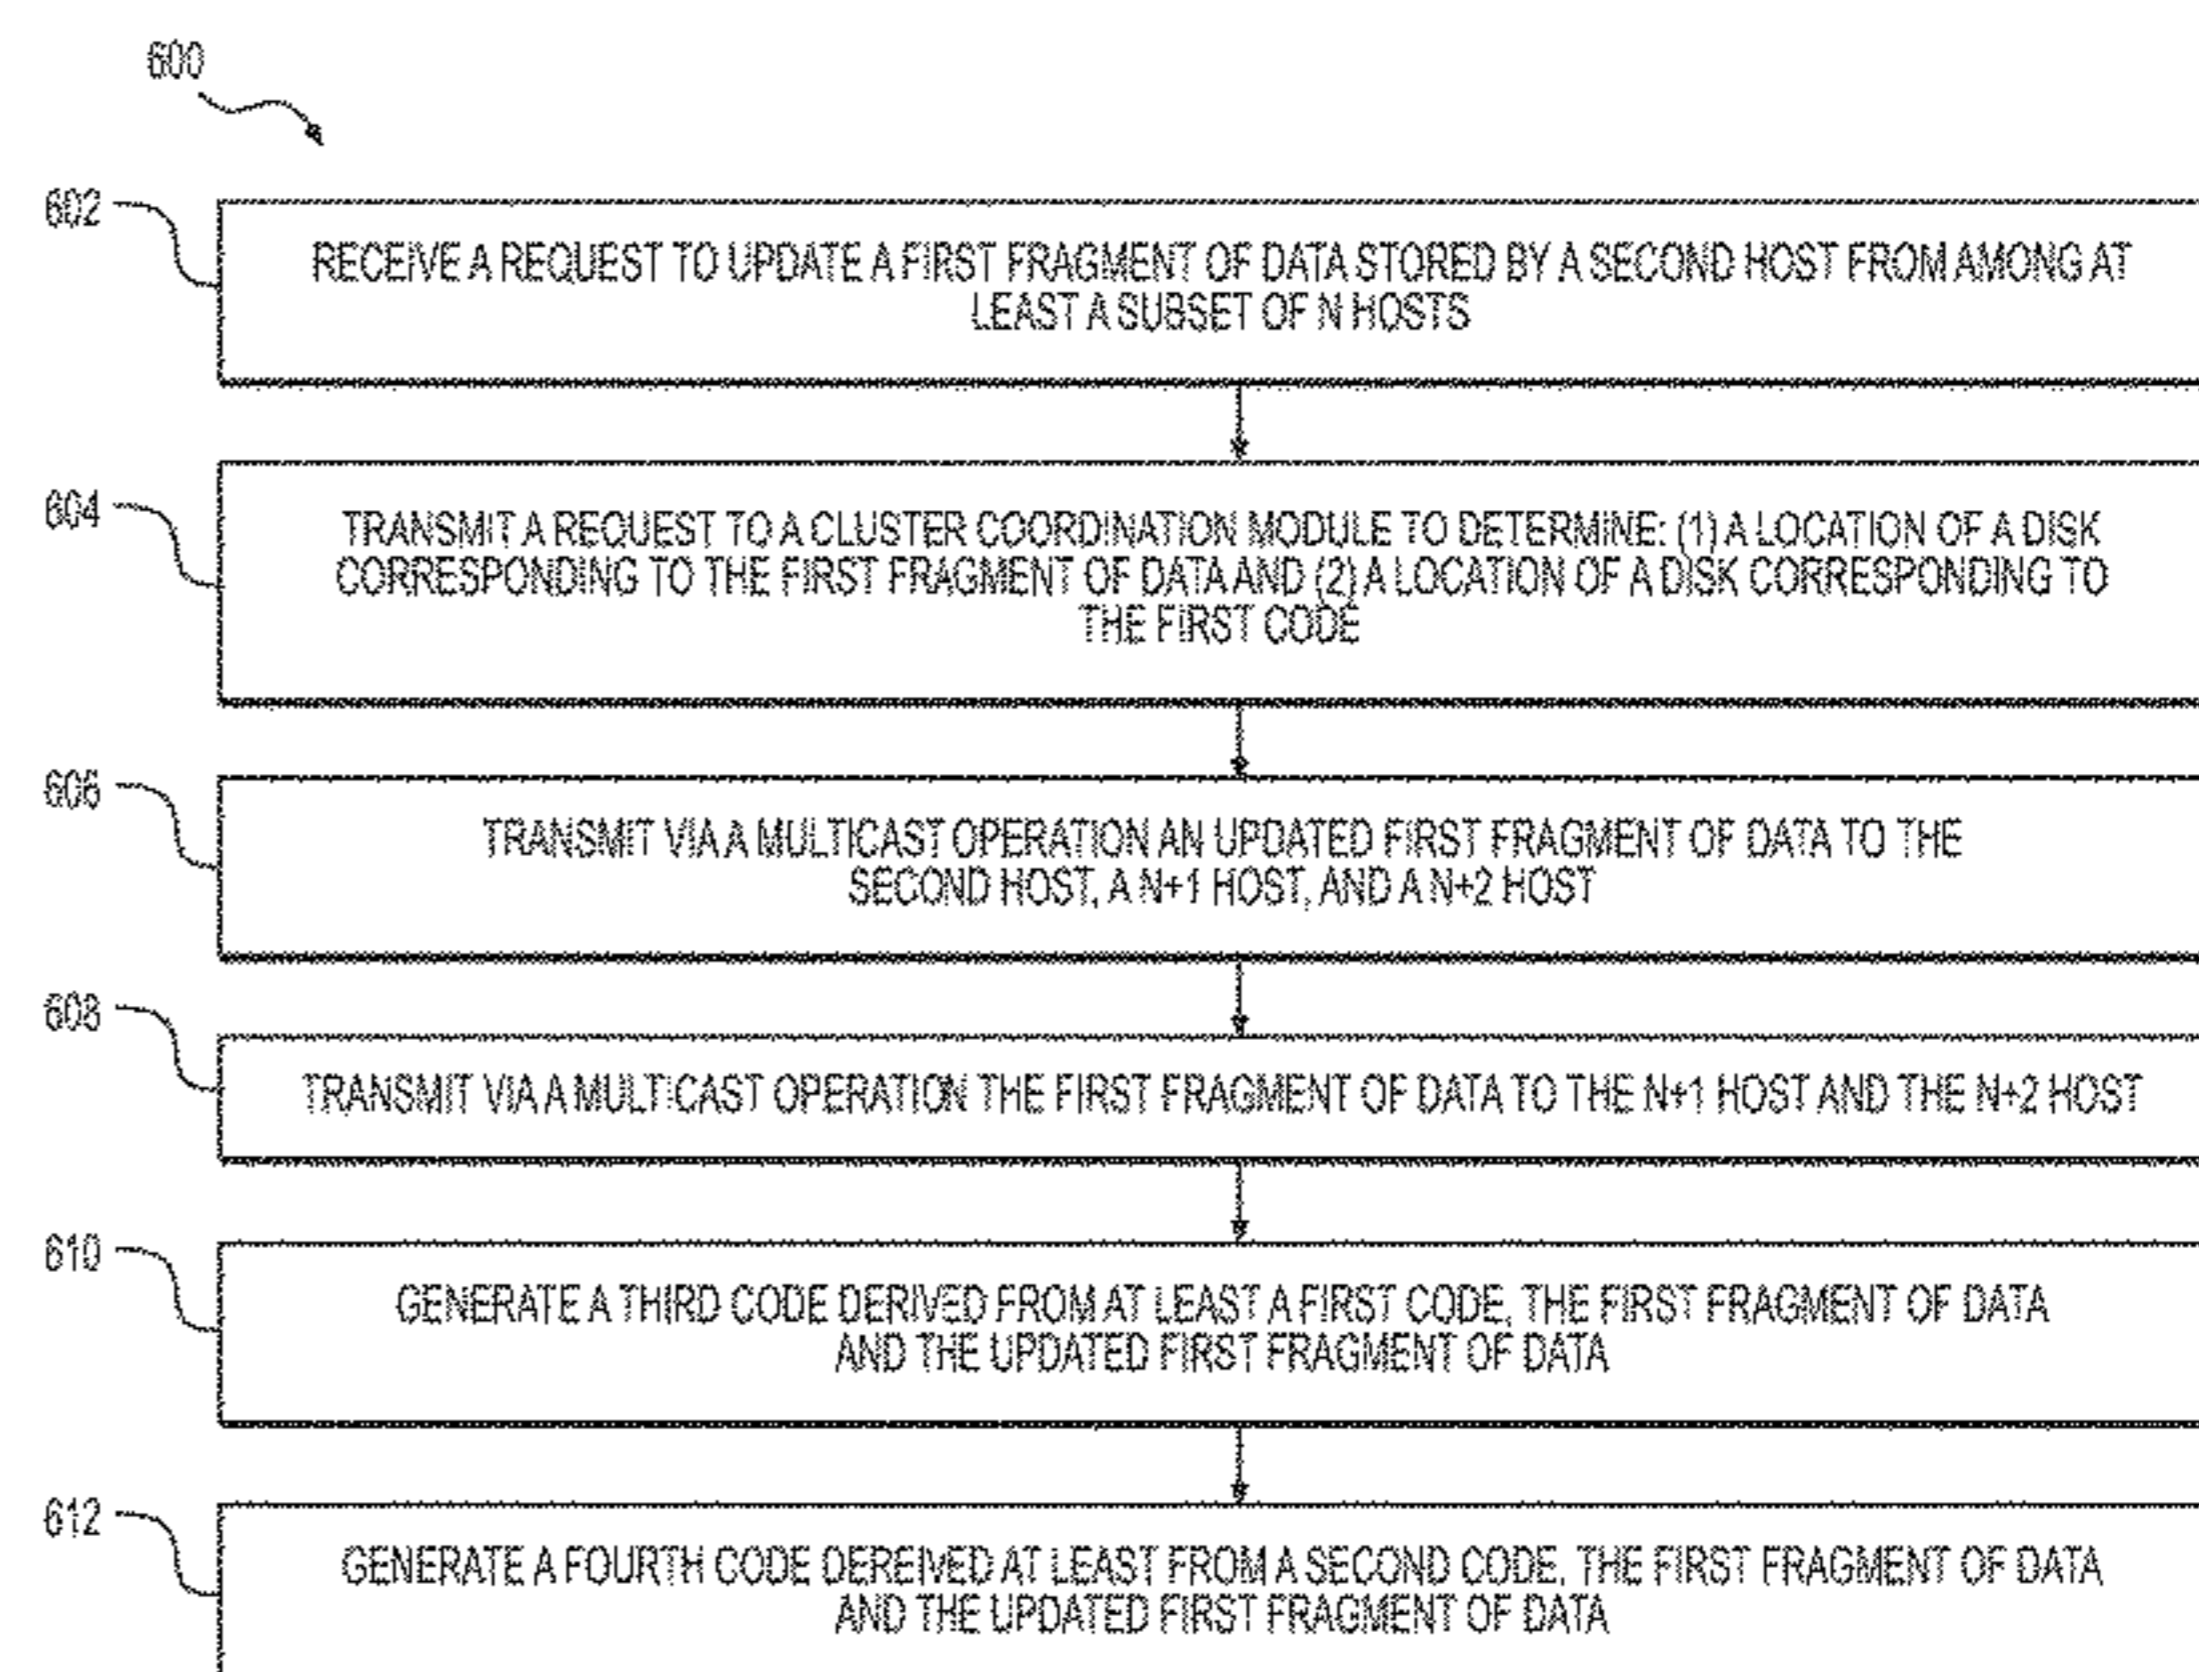 600
602
RECEIVE A REQUEST TO UPDATE A FIRST FRAGMENT OF DATA STORED BY A SECOND HOST FROM AMONG AT
LEAST A SUBSET OF N HOSTS
604
TRANSMIT A REQUEST TO A CLUSTER COORDINATION MODULE TO DETERMINE: (1) A LOCATION OF A DISK
CORRESPONDING TO THE FIRST FRAGMENT OF DATA AND (2) A LOCATION OF A DISK CORRESPONDING TO
THE FIRST CODE
606
TRANSMIT VIA A MULTICAST OPERATION AN UPDATED FIRST FRAGMENT OF DATA TO THE
SECOND HOST, A N+1 HOST, AND A N+2 HOST
608
TRANSMIT VIA A MULTICAST OPERATION THE FIRST FRAGMENT OF DATA TO THE N+1 HOST AND THE N+2 HOST
610
GENERATE A THIRD CODE DERIVED FROM AT LEAST A FIRST CODE, THE FIRST FRAGMENT OF DATA
AND THE UPDATED FIRST FRAGMENT OF DATA
612
GENERATE A FOURTH CODE DEREIVED AT LEAST FROM A SECOND CODE, THE FIRST FRAGMENT OF DATA
AND THE UPDATED FIRST FRAGMENT OF DATA